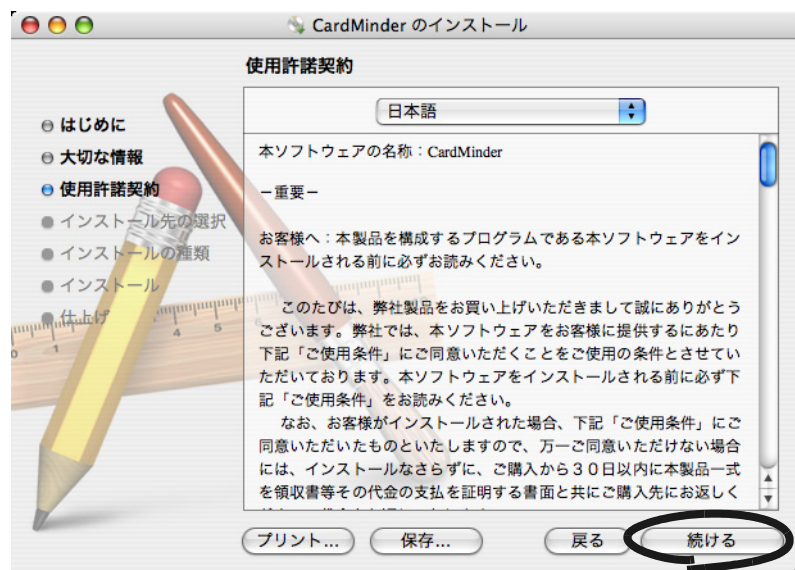 CardMinder のインストール
使用許諾契約
はじめに
大切な情報
使用許諾契約
インストール先の選択
インストールの種類
インストール
仕上げ
日本語
本ソフトウェアの名称：CardMinder
－重要－
お客様へ：本製品を構成するプログラムである本ソフトウェアをイン
ストールされる前に必ずお読みください。
このたびは、弊社製品をお買い上げいただきまして誠にありがとう
ございます。弊社では、本ソフトウェアをお客様に提供するにあたり
下記「ご使用条件」にご同意いただくことをご使用の条件とさせてい
ただいております。本ソフトウェアをインストールされる前に必ず下
記「ご使用条件」をお読みください。
なお、お客様がインストールされた場合、下記「ご使用条件」にご
同意いただいたものといたしますので、万一ご同意いただけない場合
には、インストールなさらずに、ご購入から３０日以内に本製品一式
を領収書等その代金の支払を証明する書面と共にご購入先にお返しく
プリント...
保存...
戻る
続ける
0
1
4
5